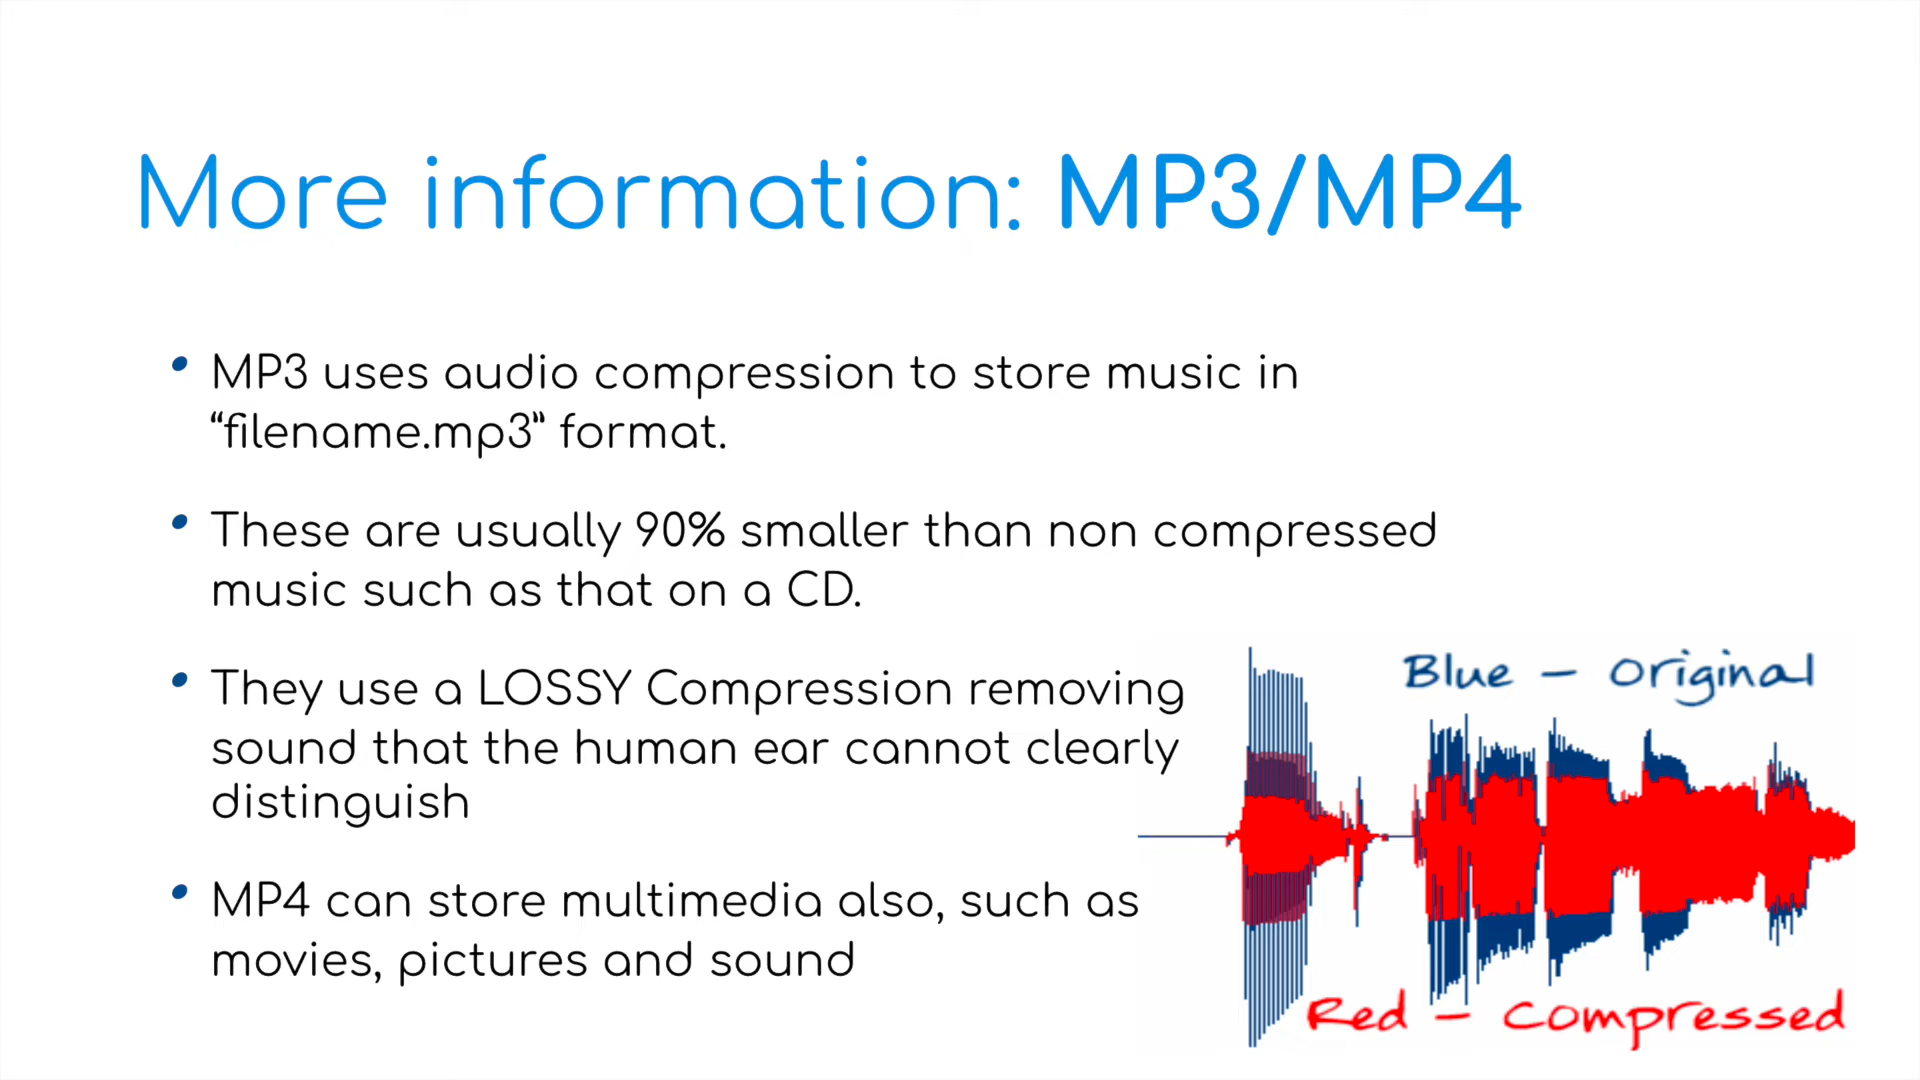 More information: MP3/MP4
• MP3 uses audio compression to store music in
“filename.mp3” format.
• These are usually 90% smaller than non compressed
music such as that on a CD.
• They use a LOSSY Compression removing
sound that the human ear cannot clearly
distinguish
• MP4 can store multimedia also, such as
movies, pictures and sound
Blue - Original
Red - Compressed